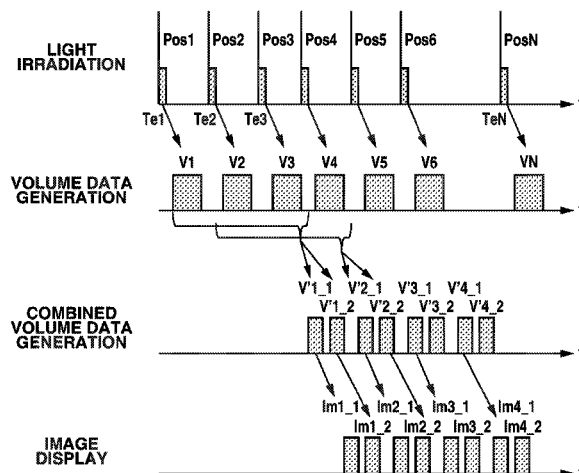 LIGHT
IRRADIATION
Pos1 Pos2 Pos3 Pos4 Pos5 Pos6 PosN
Te1 Te2 Te3 TeN
V1 V2 V3 V4 V5 V6 VN
VOLUME DATA
GENERATION
V'1_1 V'2_1 V'3_1 V'4_1
V'1_2 V'2_2 V'3_2 V'4_2
COMBINED
VOLUME DATA
GENERATION
Im1_1 Im2_1 Im3_1 Im4_1
Im1_2 Im2_2 Im3_2 Im4_2
IMAGE
DISPLAY